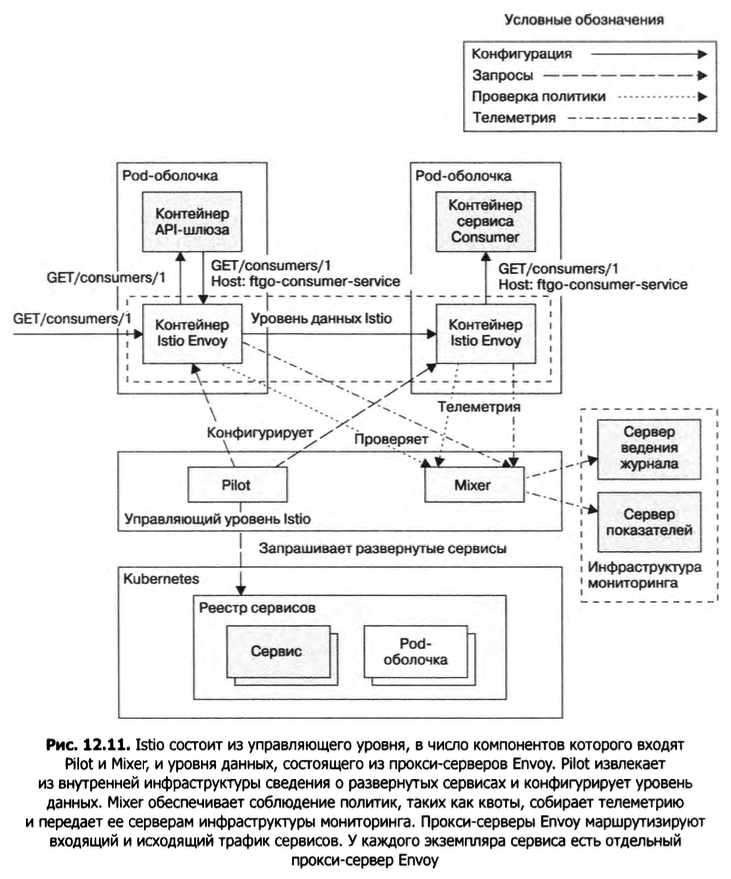 Условные обозначения
Конфигурация
Запросы
Проверка политики
Телеметрия
Pod-оболочка
Контейнер
API-шлюза
GET/consumers/1
GET/consumers/1
Host: ftgo-consumer-service
Pod-оболочка
Контейнер
сервиса
Consumer
GET/consumers/1
Host: ftgo-consumer-service
GET/consumers/1
Контейнер
Istio Envoy
Уровень данных Istio
Контейнер
Istio Envoy
Конфигурирует
Проверяет
Телеметрия
Pilot
Mixer
Управляющий уровень Istio
Сервер
ведения
журнала
Сервер
показателей
Инфраструктура
мониторинга
Запрашивает развернутые сервисы
Kubernetes
Реестр сервисов
Сервис
Pod-
оболочка
Рис. 12.11. Istio состоит из управляющего уровня, в число компонентов которого входят
Pilot и Mixer, и уровня данных, состоящего из прокси-серверов Envoy. Pilot извлекает
из внутренней инфраструктуры сведения о развернутых сервисах и конфигурирует уровень
данных. Mixer обеспечивает соблюдение политик, таких как квоты, собирает телеметрию
и передает ее серверам инфраструктуры мониторинга. Прокси-серверы Envoy маршрутизируют
входящий и исходящий трафик сервисов. У каждого экземпляра сервиса есть отдельный
прокси-сервер Envoy